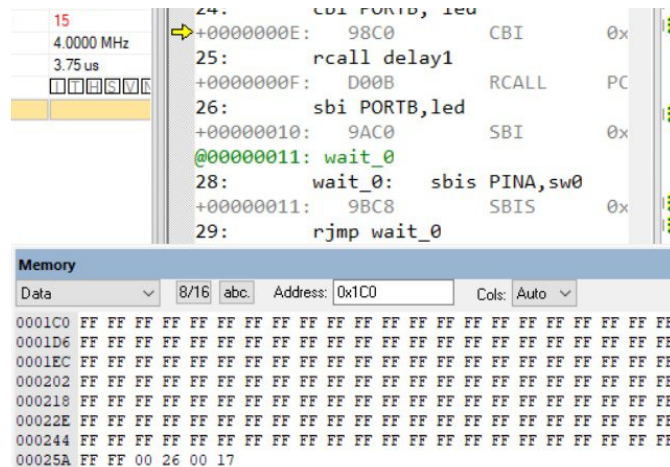 15
4.0000 MHz
3.75 us
I T H S V N
24: cbi PORTB, led
+0000000E: 98C0 CBI 0x
25: rcall delay1
+0000000F: D00B RCALL PC
26: sbi PORTB,led
+00000010: 9AC0 SBI 0x
@00000011: wait_0
28: wait_0: sbis PINA,sw0
+00000011: 9BC8 SBIS 0x
29: rjmp wait_0
Memory
Data 8/16 abc. Address: 0x1C0 Cols: Auto
0001C0 FF FF FF FF FF FF FF FF FF FF FF FF FF FF FF FF FF FF FF FF FF FF
0001D6 FF FF FF FF FF FF FF FF FF FF FF FF FF FF FF FF FF FF FF FF FF FF
0001EC FF FF FF FF FF FF FF FF FF FF FF FF FF FF FF FF FF FF FF FF FF FF
000202 FF FF FF FF FF FF FF FF FF FF FF FF FF FF FF FF FF FF FF FF FF FF
000218 FF FF FF FF FF FF FF FF FF FF FF FF FF FF FF FF FF FF FF FF FF FF
00022E FF FF FF FF FF FF FF FF FF FF FF FF FF FF FF FF FF FF FF FF FF FF
000244 FF FF FF FF FF FF FF FF FF FF FF FF FF FF FF FF FF FF FF FF FF FF
00025A FF FF 00 26 00 17